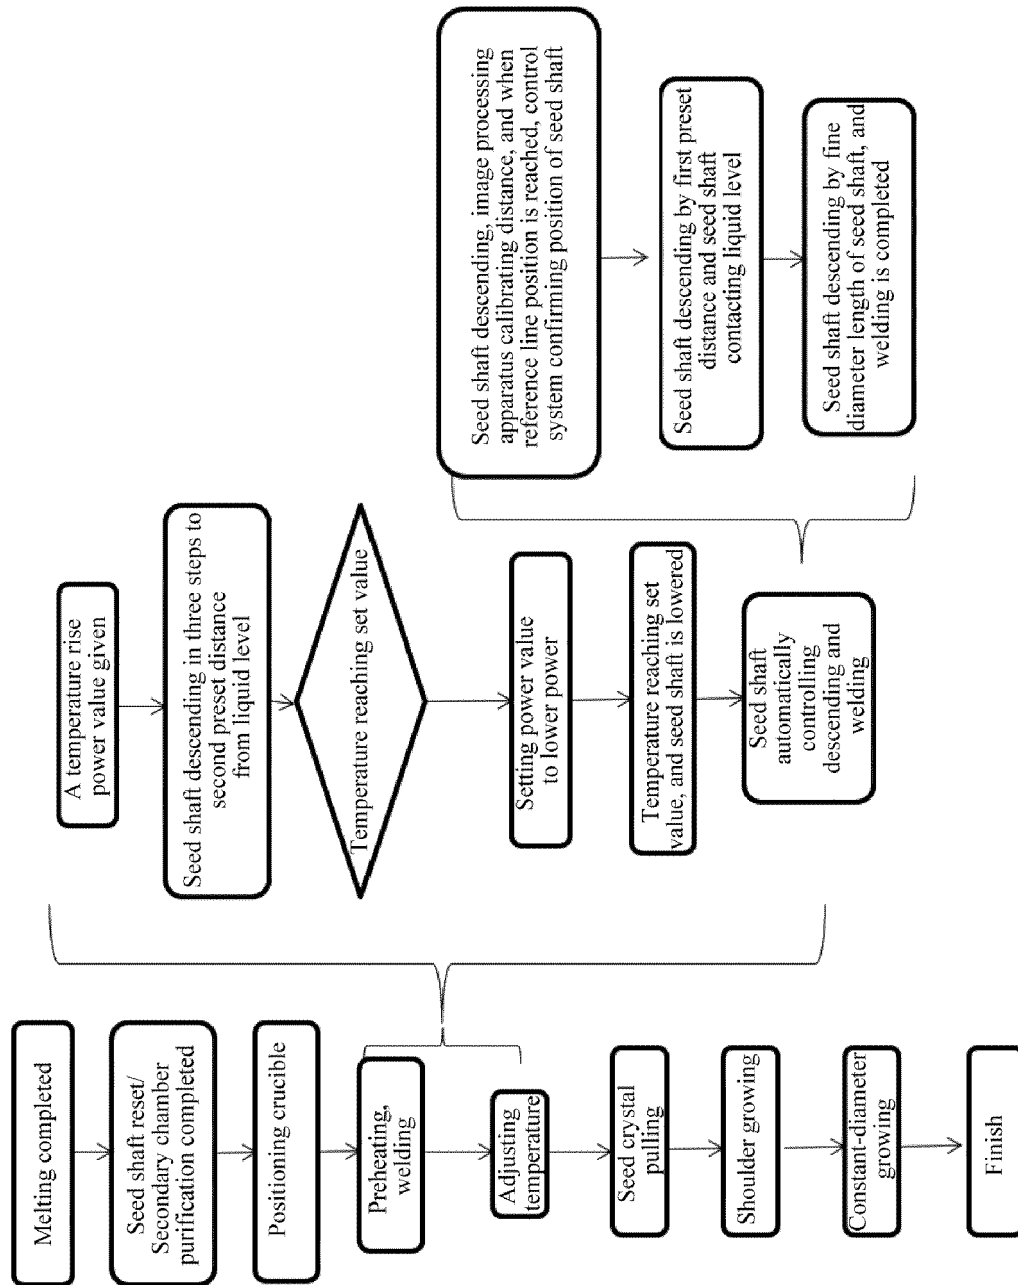 Melting completed
Seed shaft reset/
Secondary chamber
purification completed
Positioning crucible
Preheating,
welding
Adjusting
temperature
Seed crystal
pulling
Shoulder growing
Constant-diameter
growing
Finish
A temperature rise
power value given
Seed shaft descending in three steps to
second preset distance
from liquid level
Temperature reaching set value
Setting power value
to lower power
Temperature reaching set
value, and seed shaft is lowered
Seed shaft
automatically
controlling
descending and
welding
Seed shaft descending, image processing
apparatus calibrating distance, and when
reference line position is reached, control
system confirming position of seed shaft
Seed shaft descending by first preset
distance and seed shaft
contacting liquid level
Seed shaft descending by fine
diameter length of seed shaft, and
welding is completed